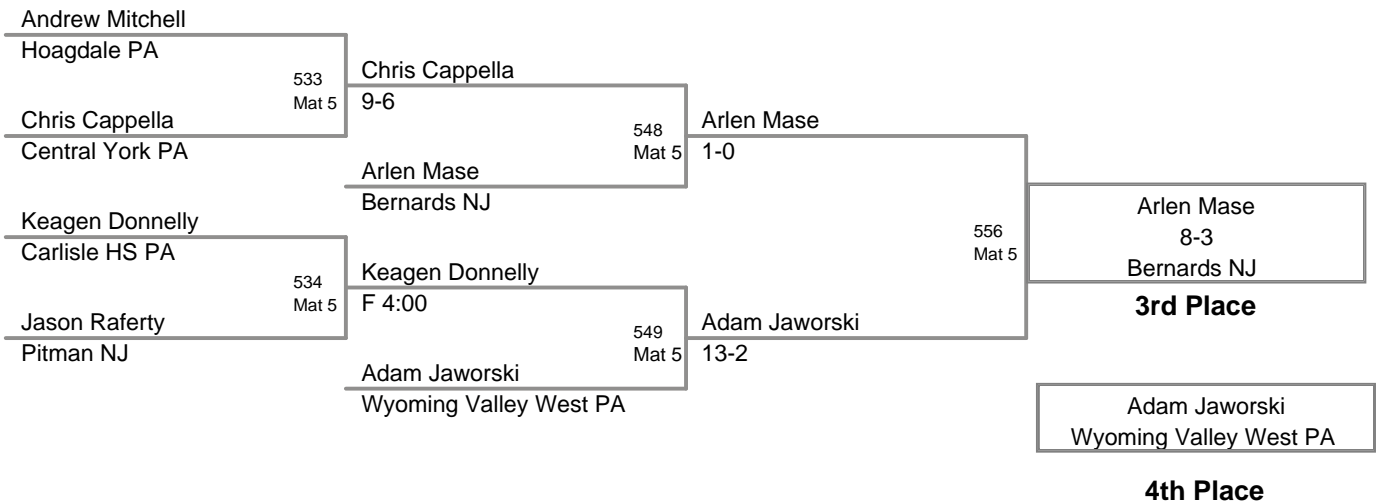 Andrew Mitchell
Hoagdale PA
533
Mat 5
Chris Cappella
9-6
Chris Cappella
Central York PA
548
Mat 5
Arlen Mase
1-0
Arlen Mase
Bernards NJ
Keagen Donnelly
Carlisle HS PA
534
Mat 5
Keagen Donnelly
F 4:00
Jason Raferty
Pitman NJ
549
Mat 5
Adam Jaworski
13-2
Adam Jaworski
Wyoming Valley West PA
556
Mat 5
Arlen Mase
8-3
Bernards NJ
3rd Place
Adam Jaworski
Wyoming Valley West PA
4th Place